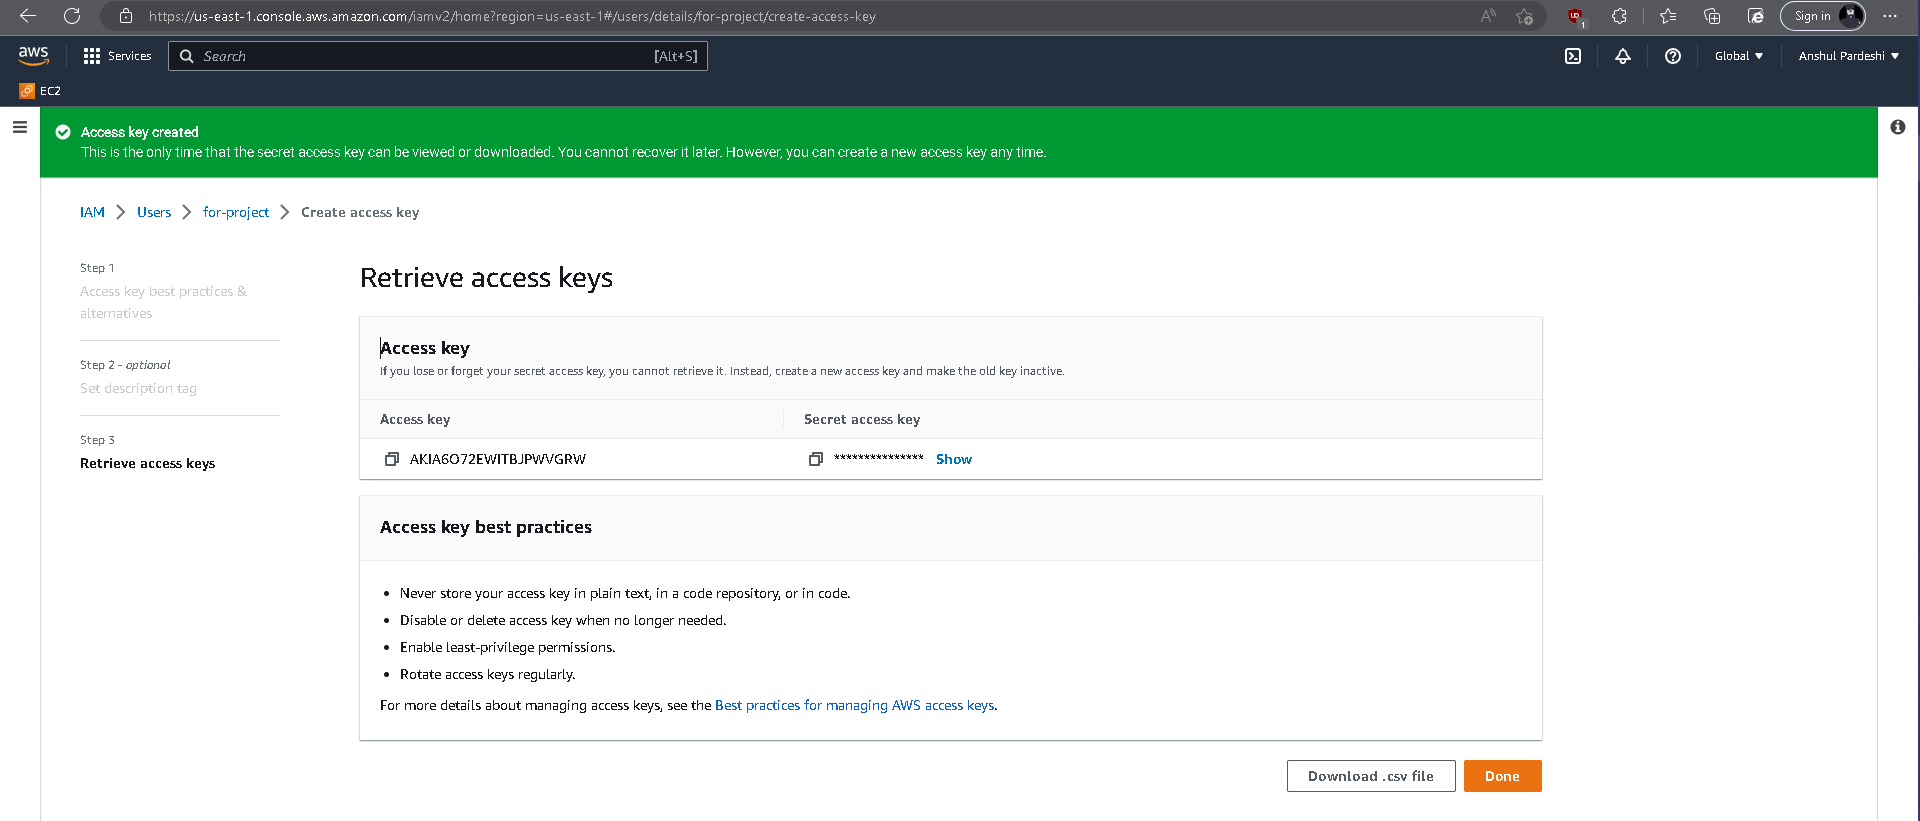 https://us-east-1.console.aws.amazon.com/iamv2/home?region=us-east-1#/users/details/for-project/create-access-key
Sign in
aws
Services
Search
[Alt+S]
Global
Anshul Pardeshi
EC2
Access key created
This is the only time that the secret access key can be viewed or downloaded. You cannot recover it later. However, you can create a new access key any time.
IAM > Users > for-project > Create access key
Step 1
Access key best practices &
alternatives
Step 2 - optional
Set description tag
Step 3
Retrieve access keys
Retrieve access keys
Access key
If you lose or forget your secret access key, you cannot retrieve it. Instead, create a new access key and make the old key inactive.
Access key
Secret access key
AKIA6O72EWITBJPWVGRW
*************** Show
Access key best practices
• Never store your access key in plain text, in a code repository, or in code.
• Disable or delete access key when no longer needed.
• Enable least-privilege permissions.
• Rotate access keys regularly.
For more details about managing access keys, see the Best practices for managing AWS access keys.
Download .csv file
Done